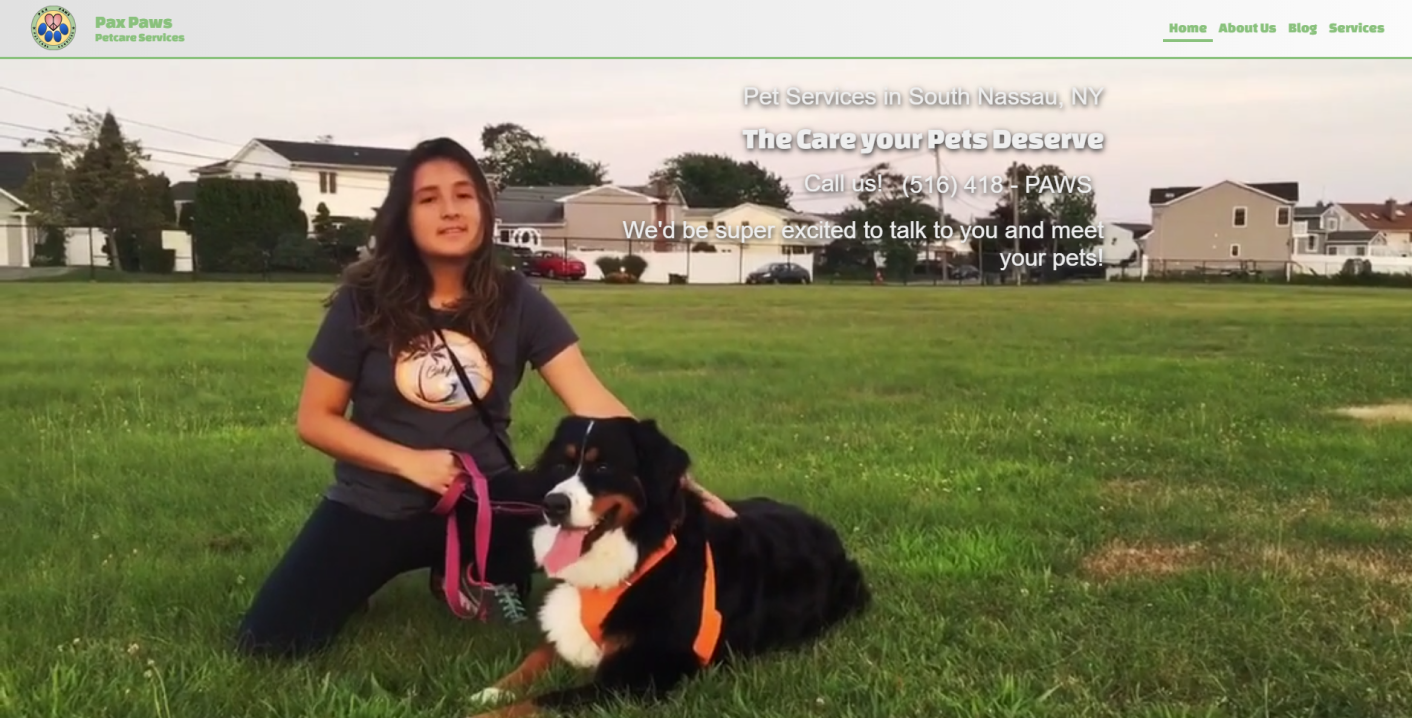 Pax Paws
Petcare Services
Home About Us Blog Services
Pet Services in South Nassau, NY
The Care your Pets Deserve
Call us! (516) 418 - PAWS
We'd be super excited to talk to you and meet
your pets!